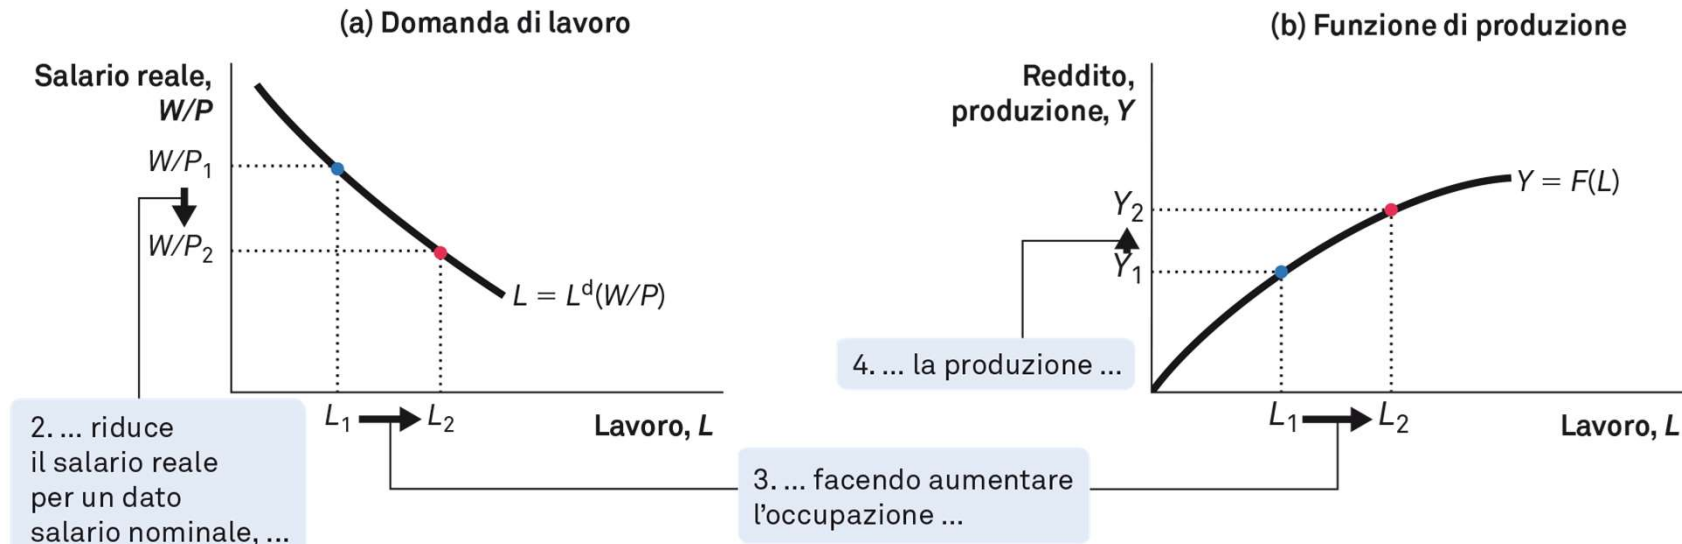 (a) Domanda di lavoro
Salario reale,
W/P
W/P₁
W/P₂
L = Lᵈ(W/P)
L₁
L₂
Lavoro, L
2. ... riduce
il salario reale
per un dato
salario nominale, ...
3. ... facendo aumentare
l'occupazione ...
(b) Funzione di produzione
Reddito,
produzione, Y
Y₂
Y₁
Y = F(L)
4. ... la produzione ...
L₁
L₂
Lavoro, L